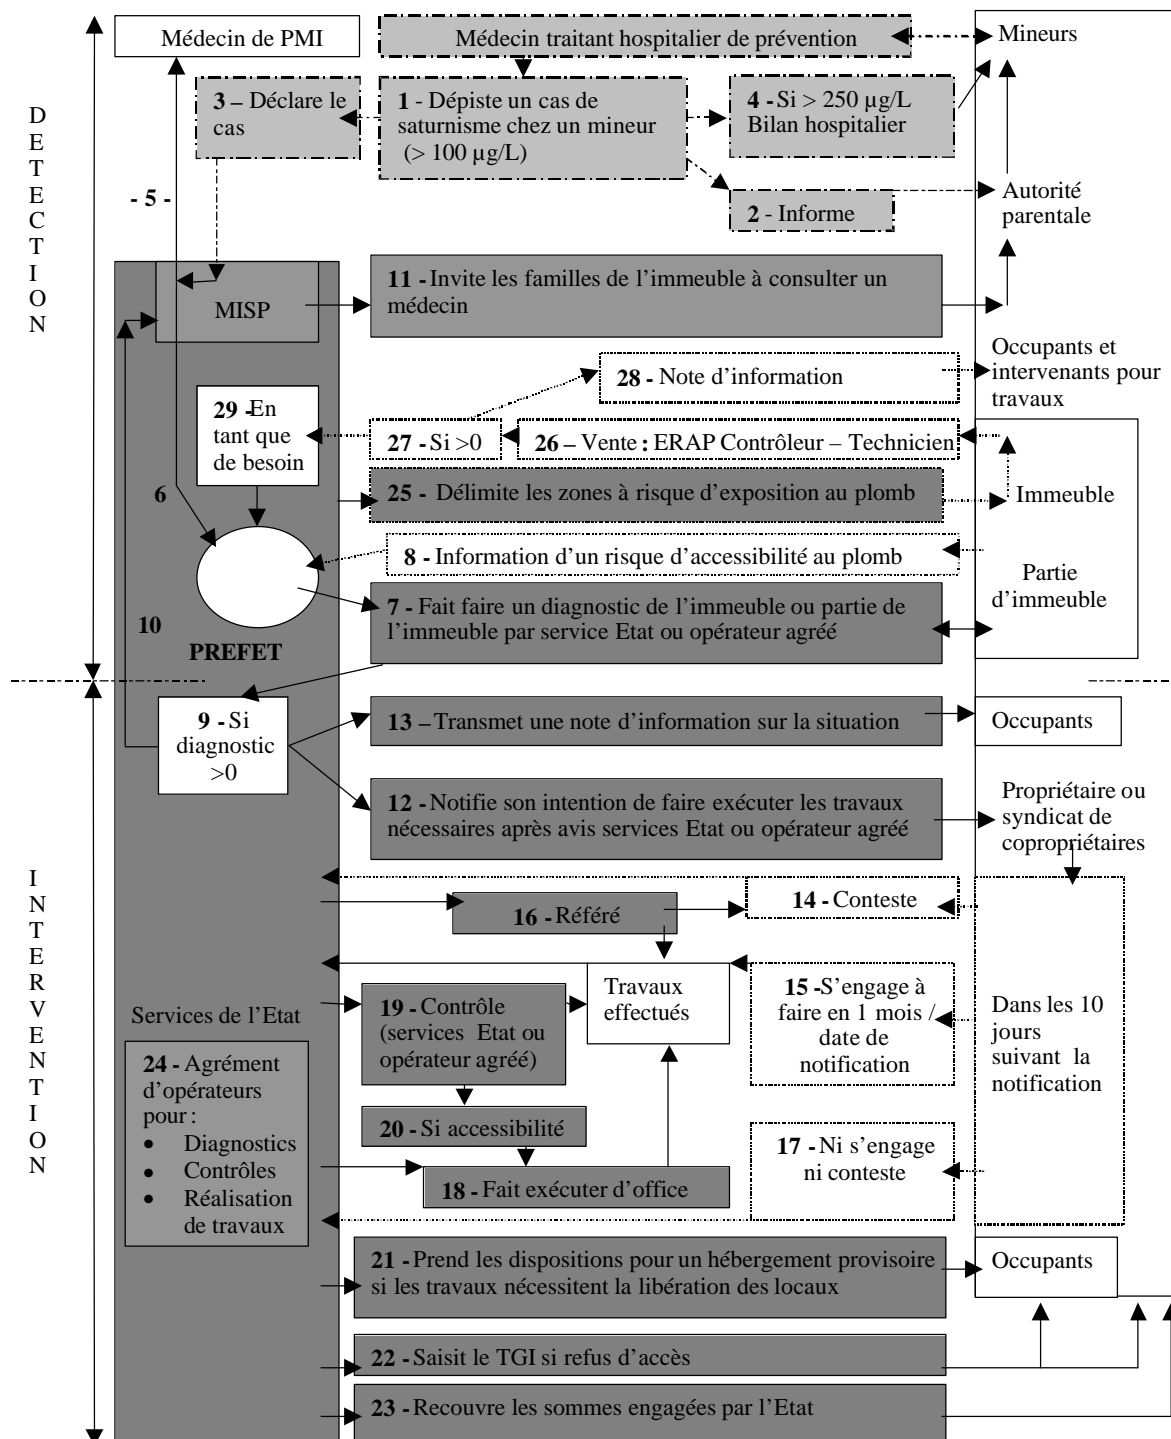 Médecin de PMI
Médecin traitant hospitalier de prévention
Mineurs
3 – Déclare le
cas
1 - Dépiste un cas de
saturnisme chez un mineur
(> 100 µg/L)
4 - Si > 250 µg/L
Bilan hospitalier
DETECTION
- 5 -
2 - Informe
Autorité
parentale
MISP
11 - Invite les familles de l’immeuble à consulter un
médecin
Occupants et
intervenants pour
travaux
28 - Note d’information
29 - En
tant que
de besoin
27 - Si >0
26 – Vente : ERAP Contrôleur – Technicien
6
25 - Délimite les zones à risque d’exposition au plomb
Immeuble
8 - Information d’un risque d’accessibilité au plomb
Partie
d’immeuble
7 - Fait faire un diagnostic de l’immeuble ou partie de
l’immeuble par service Etat ou opérateur agréé
10
PREFET
9 - Si
diagnostic
>0
13 – Transmet une note d’information sur la situation
Occupants
12 - Notifie son intention de faire exécuter les travaux
nécessaires après avis services Etat ou opérateur agréé
Propriétaire ou
syndicat de
copropriétaires
INTERVENTION
14 - Conteste
16 - Référé
Travaux
effectués
15 - S’engage à
faire en 1 mois /
date de
notification
Dans les 10
jours
suivant la
notification
Services de l’Etat
19 - Contrôle
(services Etat ou
opérateur agréé)
24 - Agrément
d’opérateurs
pour :
• Diagnostics
• Contrôles
• Réalisation
de travaux
20 - Si accessibilité
17 - Ni s’engage
ni conteste
18 - Fait exécuter d’office
21 - Prend les dispositions pour un hébergement provisoire
si les travaux nécessitent la libération des locaux
Occupants
22 - Saisit le TGI si refus d’accès
23 - Recouvre les sommes engagées par l’Etat